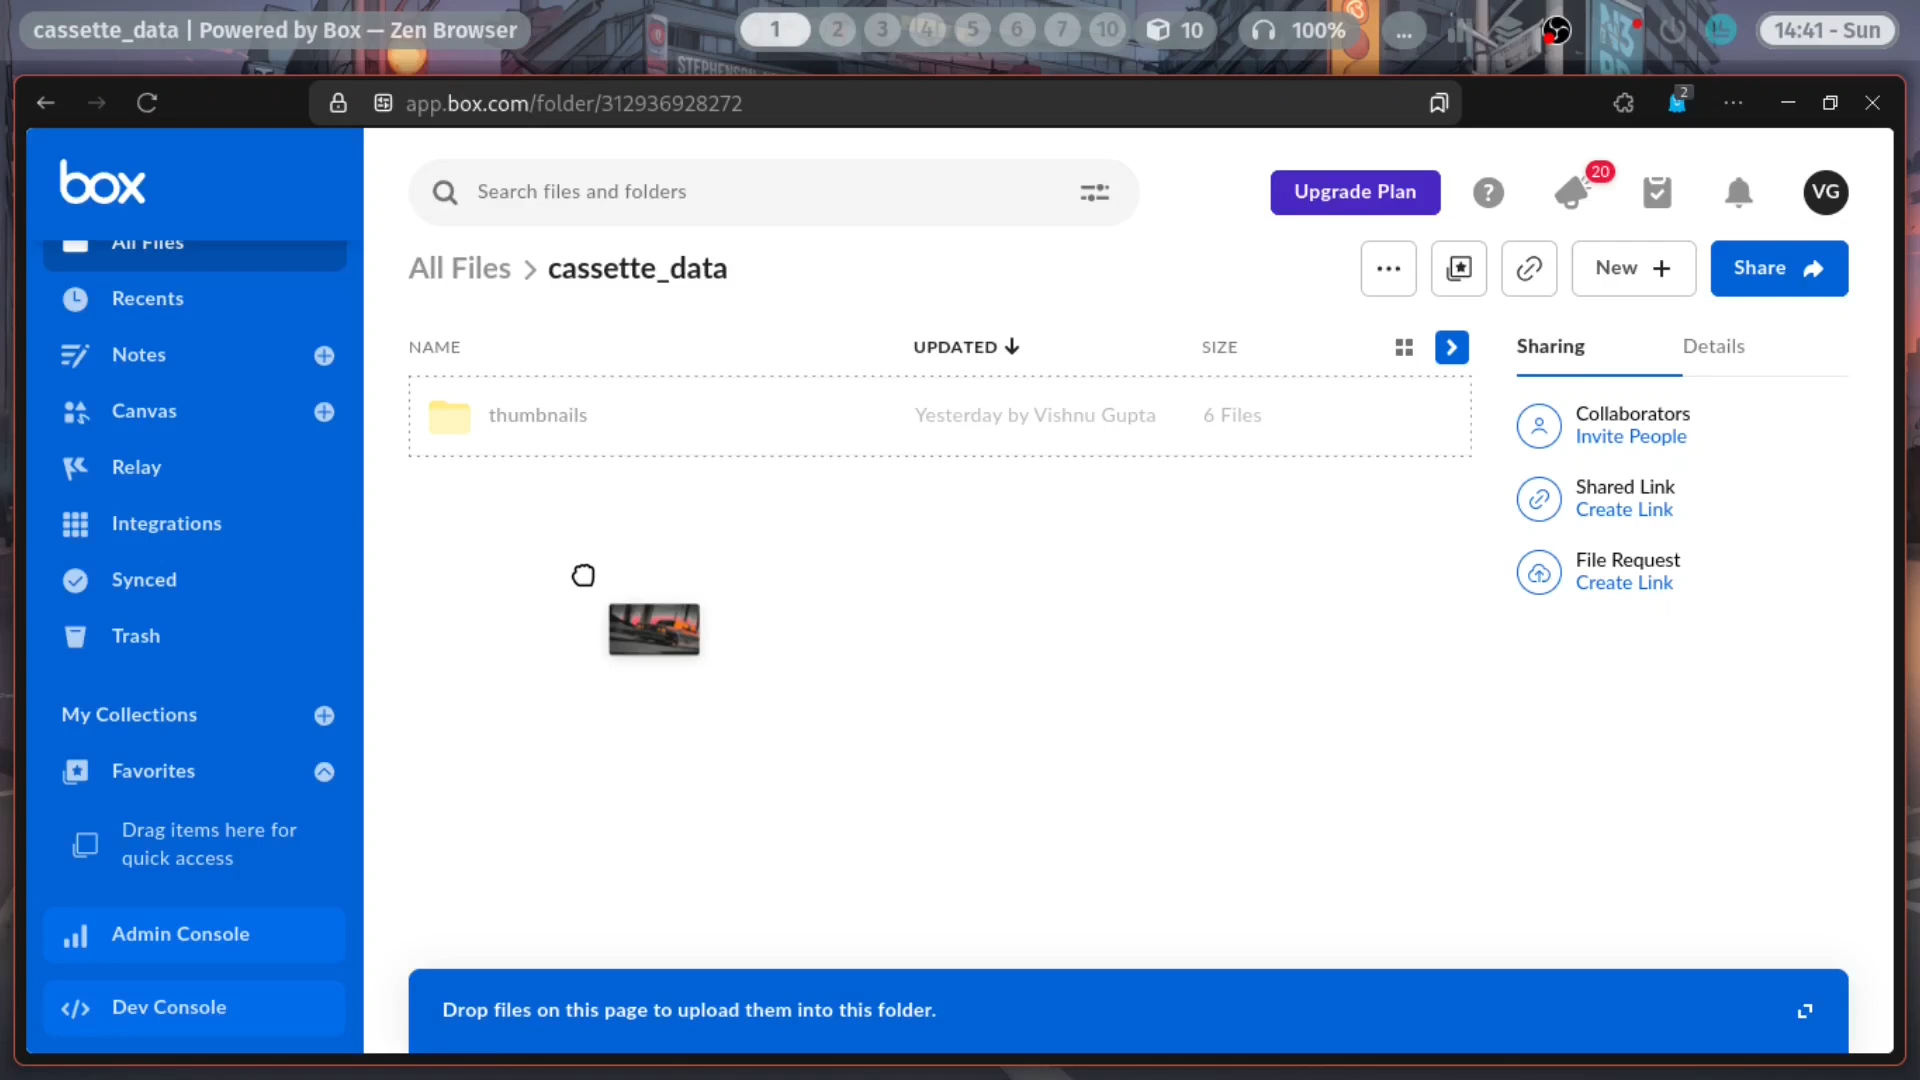 cassette_data | Powered by Box — Zen Browser
1 2 3 4 5 6 7 10
10
100%
...
14:41 - Sun
STEPHENSON
app.box.com/folder/312936928272
2
box
All Files
Recents
Notes
Canvas
Relay
Integrations
Synced
Trash
My Collections
Favorites
Drag items here for
quick access
Admin Console
Dev Console
Search files and folders
Upgrade Plan
?
20
VG
All Files > cassette_data
New +
Share
NAME
UPDATED
SIZE
thumbnails
Yesterday by Vishnu Gupta
6 Files
Sharing
Details
Collaborators
Invite People
Shared Link
Create Link
File Request
Create Link
Drop files on this page to upload them into this folder.